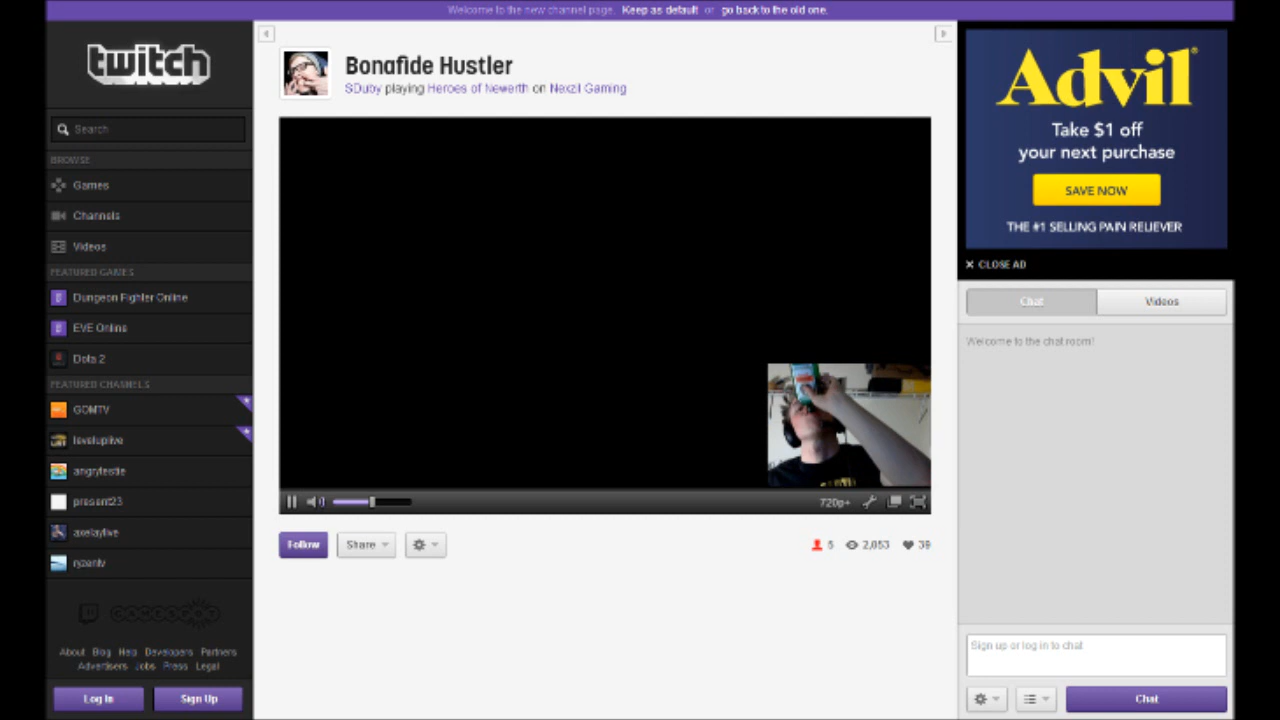 Welcome to the new channel page. Keep as default or go back to the old one.
twitch
Search
BROWSE
Games
Channels
Videos
FEATURED GAMES
Dungeon Fighter Online
EVE Online
Dota 2
FEATURED CHANNELS
GOMTV
leveluplive
angrytestie
present23
axelaylive
ryzentv
GAMESCOT
About Blog Help Developers Partners
Advertisers Jobs Press Legal
Log In Sign Up
Bonafide Hustler
SDuby playing Heroes of Newerth on Nexzil Gaming
720p+
Follow Share
5 2,053 39
Advil®
Take $1 off
your next purchase
SAVE NOW
THE #1 SELLING PAIN RELIEVER
X CLOSE AD
Chat Videos
Welcome to the chat room!
Sign up or log in to chat
Chat